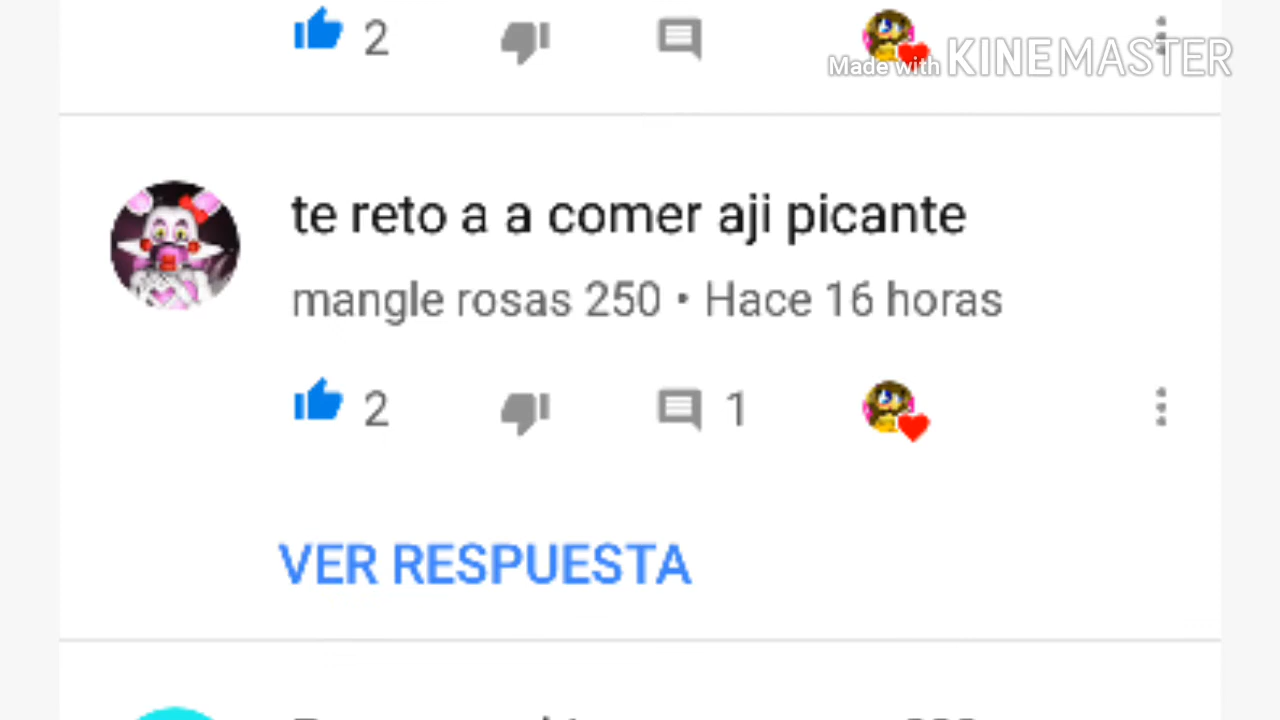 2
Made with KINEMASTER
te reto a a comer aji picante
mangle rosas 250 • Hace 16 horas
2
1
VER RESPUESTA